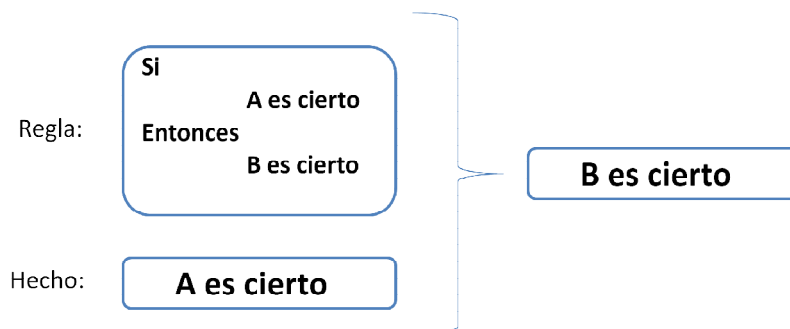 Regla:
Si
A es cierto
Entonces
B es cierto
Hecho:
A es cierto
B es cierto